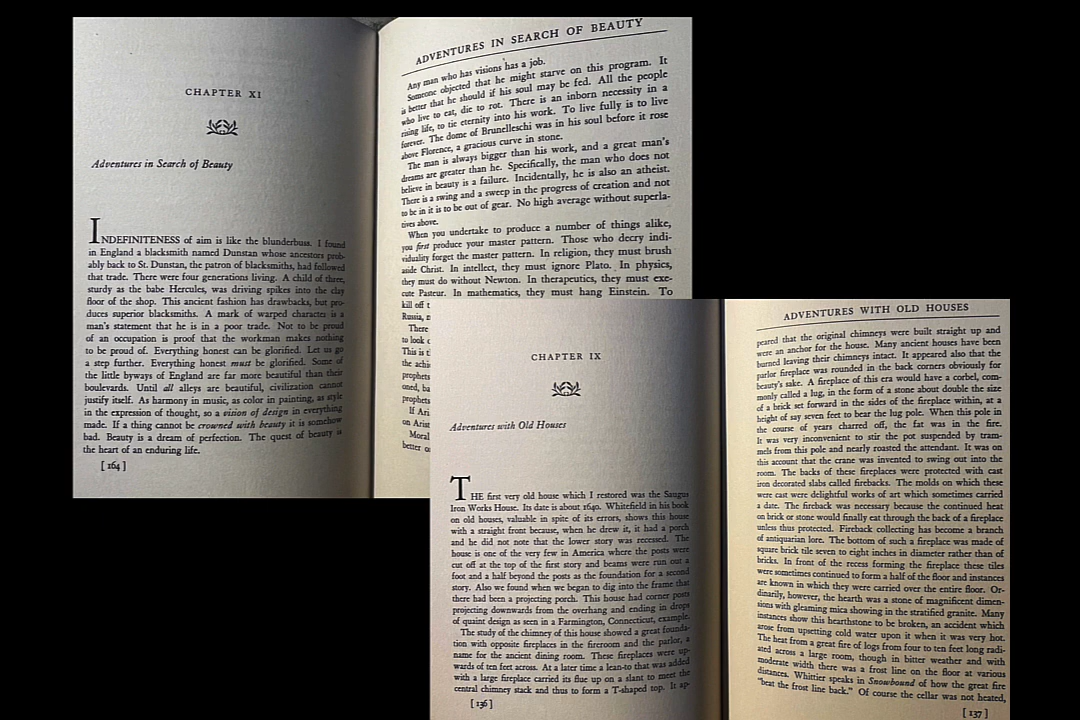 CHAPTER XI
Adventures in Search of Beauty
INDEFINITENESS of aim is like the blunderbuss. I found
in England a blacksmith named Dunstan whose ancestors prob-
ably back to St. Dunstan, the patron of blacksmiths, had followed
that trade. There were four generations living. A child of three,
sturdy as the babe Hercules, was driving spikes into the clay
floor of the shop. This ancient fashion has drawbacks, but pro-
duces superior blacksmiths. A mark of warped character is a
man's statement that he is in a poor trade. Not to be proud
of an occupation is proof that the workman makes nothing
to be proud of. Everything honest can be glorified. Let us go
a step further. Everything honest must be glorified. Some of
the little byways of England are far more beautiful than their
boulevards. Until all alleys are beautiful, civilization cannot
justify itself. As harmony in music, as color in painting, as style
in the expression of thought, so a vision of design in everything
made. If a thing cannot be crowned with beauty it is somehow
bad. Beauty is a dream of perfection. The quest of beauty is
the heart of an enduring life.
[ 164 ]
ADVENTURES IN SEARCH OF BEAUTY
Any man who has visions has a job.
Someone objected that he might starve on this program. It
is better that he should if his soul may be fed. All the people
who live to eat, die to rot. There is an inborn necessity in a
rising life, to tie eternity into his work. To live fully is to live
forever. The dome of Brunelleschi was in his soul before it rose
above Florence, a gracious curve in stone.
The man is always bigger than his work, and a great man's
dreams are greater than he. Specifically, the man who does not
believe in beauty is a failure. Incidentally, he is also an atheist.
There is a swing and a sweep in the progress of creation and not
to be in it is to be out of gear. No high average without superla-
tives above.
When you undertake to produce a number of things alike,
you first produce your master pattern. Those who decry indi-
viduality forget the master pattern. In religion, they must brush
aside Christ. In intellect, they must ignore Plato. In physics,
they must do without Newton. In therapeutics, they must exe-
cute Pasteur. In mathematics, they must hang Einstein. To
kill off t
Russia, n
There
to look c
This is t
the achi
prophets
oned, ba
prophets
If Ari
on Arist
Moral
better o
CHAPTER IX
Adventures with Old Houses
THE first very old house which I restored was the Saugus
Iron Works House. Its date is about 1640. Whitefield in his book
on old houses, valuable in spite of its errors, shows this house
with a straight front because, when he drew it, it had a porch
and he did not note that the lower story was recessed. The
house is one of the very few in America where the posts were
cut off at the top of the first story and beams were run out a
foot and a half beyond the posts as the foundation for a second
story. Also we found when we began to dig into the frame that
there had been a projecting porch. This house had corner posts
projecting downwards from the overhang and ending in drops
of quaint design as seen in a Farmington, Connecticut, example.
The study of the chimney of this house showed a great founda-
tion with opposite fireplaces in the fireroom and the parlor, a
name for the ancient dining room. These fireplaces were up-
wards of ten feet across. At a later time a lean-to that was added
with a large fireplace carried its flue up on a slant to meet the
central chimney stack and thus to form a T-shaped top. It ap-
[ 136 ]
ADVENTURES WITH OLD HOUSES
peared that the original chimneys were built straight up and
were an anchor for the house. Many ancient houses have been
burned leaving their chimneys intact. It appeared also that the
parlor fireplace was rounded in the back corners obviously for
beauty's sake. A fireplace of this era would have a corbel, com-
monly called a lug, in the form of a stone about double the size
of a brick set forward in the sides of the fireplace within, at a
height of say seven feet to bear the lug pole. When this pole in
the course of years charred off, the fat was in the fire.
It was very inconvenient to stir the pot suspended by tram-
mels from this pole and nearly roasted the attendant. It was on
this account that the crane was invented to swing out into the
room. The backs of these fireplaces were protected with cast
iron decorated slabs called firebacks. The molds on which these
were cast were delightful works of art which sometimes carried
a date. The fireback was necessary because the continued heat
on brick or stone would finally eat through the back of a fireplace
unless thus protected. Fireback collecting has become a branch
of antiquarian lore. The bottom of such a fireplace was made of
square brick tile seven to eight inches in diameter rather than of
bricks. In front of the recess forming the fireplace these tiles
were sometimes continued to form a half of the floor and instances
are known in which they were carried over the entire floor. Or-
dinarily, however, the hearth was a stone of magnificent dimen-
sions with gleaming mica showing in the stratified granite. Many
instances show this hearthstone to be broken, an accident which
arose from upsetting cold water upon it when it was very hot.
The heat from a great fire of logs from four to ten feet long radi-
ated across a large room, though in bitter weather and with
moderate width there was a frost line on the floor at various
distances. Whittier speaks in Snowbound of how the great fire
"beat the frost line back." Of course the cellar was not heated,
[ 137 ]